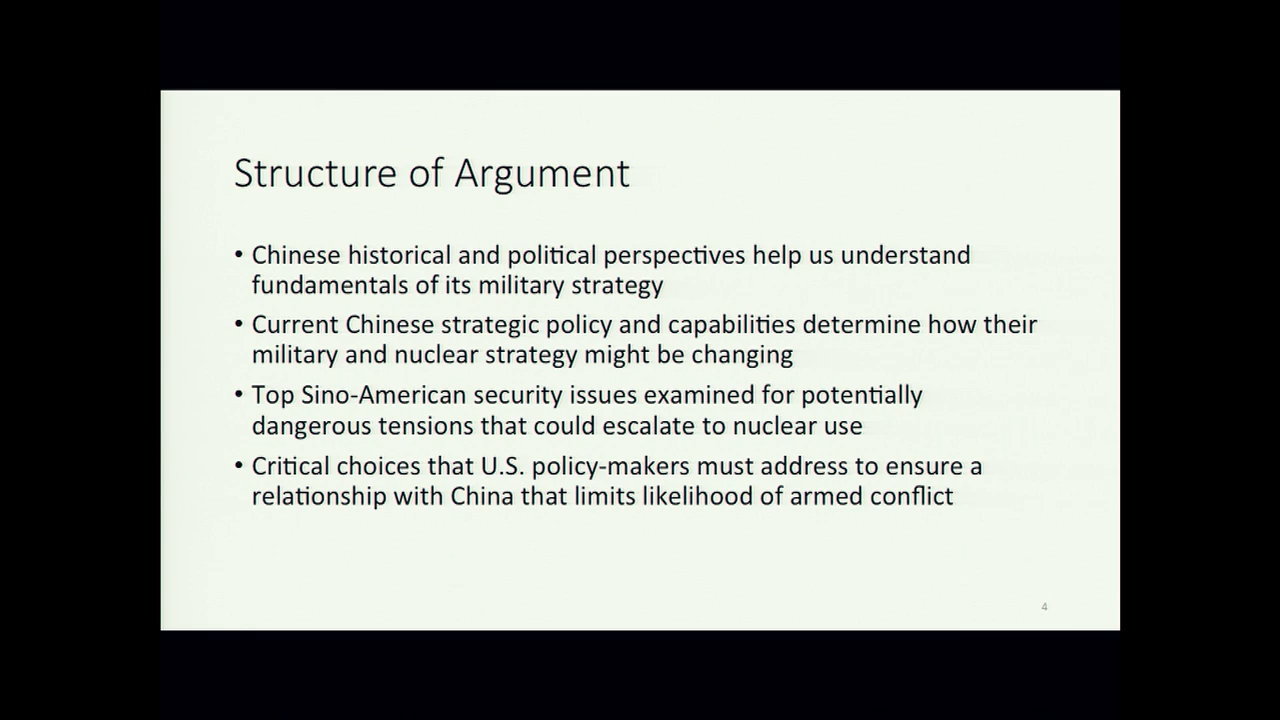 Structure of Argument
• Chinese historical and political perspectives help us understand
fundamentals of its military strategy
• Current Chinese strategic policy and capabilities determine how their
military and nuclear strategy might be changing
• Top Sino-American security issues examined for potentially
dangerous tensions that could escalate to nuclear use
• Critical choices that U.S. policy-makers must address to ensure a
relationship with China that limits likelihood of armed conflict
4